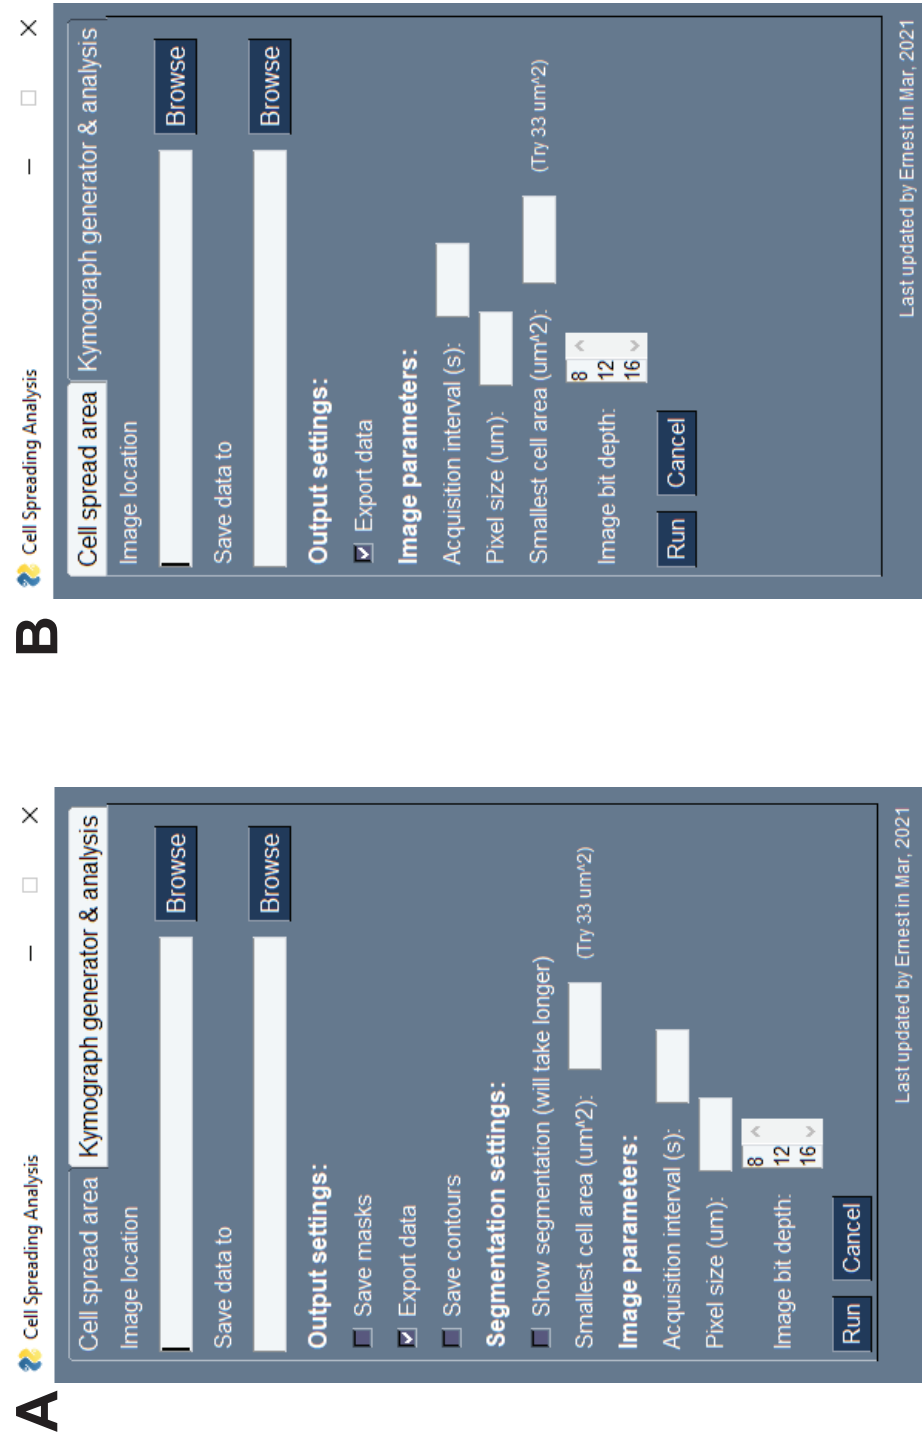 A
Cell Spreading Analysis
Cell spread area Kymograph generator & analysis
Image location
Browse
Save data to
Browse
Output settings:
Save masks
Export data
Save contours
Segmentation settings:
Show segmentation (will take longer)
Smallest cell area (um^2): (Try 33 um^2)
Image parameters:
Acquisition interval (s):
Pixel size (um):
Image bit depth:
8
12
16
Run Cancel
Last updated by Ernest in Mar, 2021
B
Cell Spreading Analysis
Cell spread area Kymograph generator & analysis
Image location
Browse
Save data to
Browse
Output settings:
Export data
Image parameters:
Acquisition interval (s):
Pixel size (um):
Smallest cell area (um^2): (Try 33 um^2)
Image bit depth:
8
12
16
Run Cancel
Last updated by Ernest in Mar, 2021